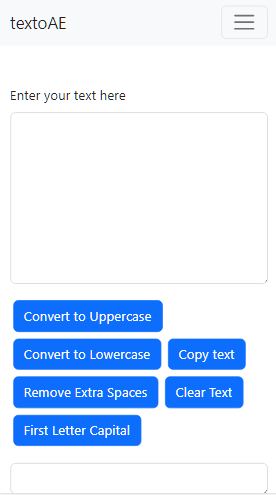 textoAE
Enter your text here
Convert to Uppercase
Convert to Lowercase Copy text
Remove Extra Spaces Clear Text
First Letter Capital